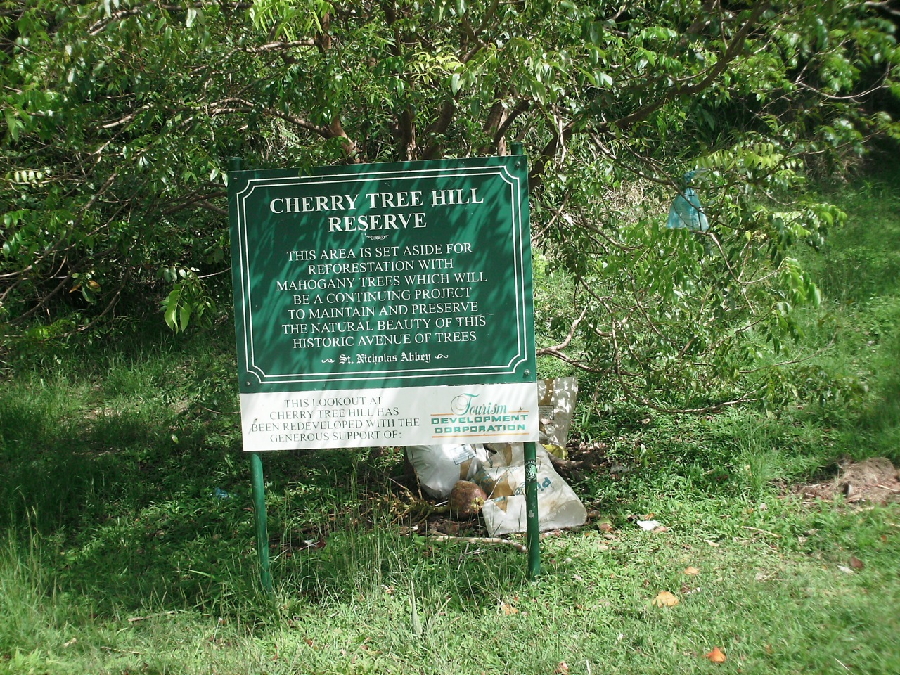 CHERRY TREE HILL
RESERVE
THIS AREA IS SET ASIDE FOR
REFORESTATION WITH
MAHOGANY TREES WHICH WILL
BE A CONTINUING PROJECT
TO MAINTAIN AND PRESERVE
THE NATURAL BEAUTY OF THIS
HISTORIC AVENUE OF TREES
St. Nicholas Abbey
THIS LOOKOUT AT
CHERRY TREE HILL HAS
BEEN REDEVELOPED WITH THE
GENEROUS SUPPORT OF:
Tourism
DEVELOPMENT
CORPORATION